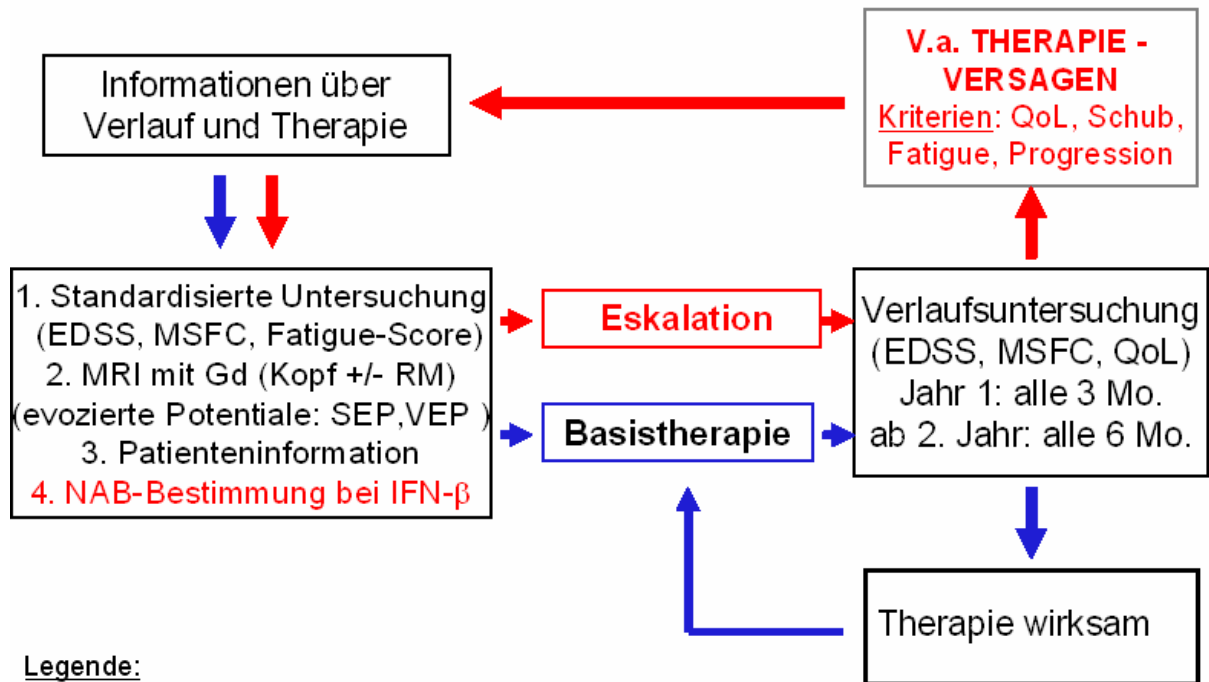 Informationen über
Verlauf und Therapie
V.a. THERAPIE -
VERSAGEN
Kriterien: QoL, Schub,
Fatigue, Progression
1. Standardisierte Untersuchung
(EDSS, MSFC, Fatigue-Score)
2. MRI mit Gd (Kopf +/- RM)
(evozierte Potentiale: SEP,VEP )
3. Patienteninformation
4. NAB-Bestimmung bei IFN-β
Eskalation
Basistherapie
Verlaufsuntersuchung
(EDSS, MSFC, QoL)
Jahr 1: alle 3 Mo.
ab 2. Jahr: alle 6 Mo.
Therapie wirksam
Legende: